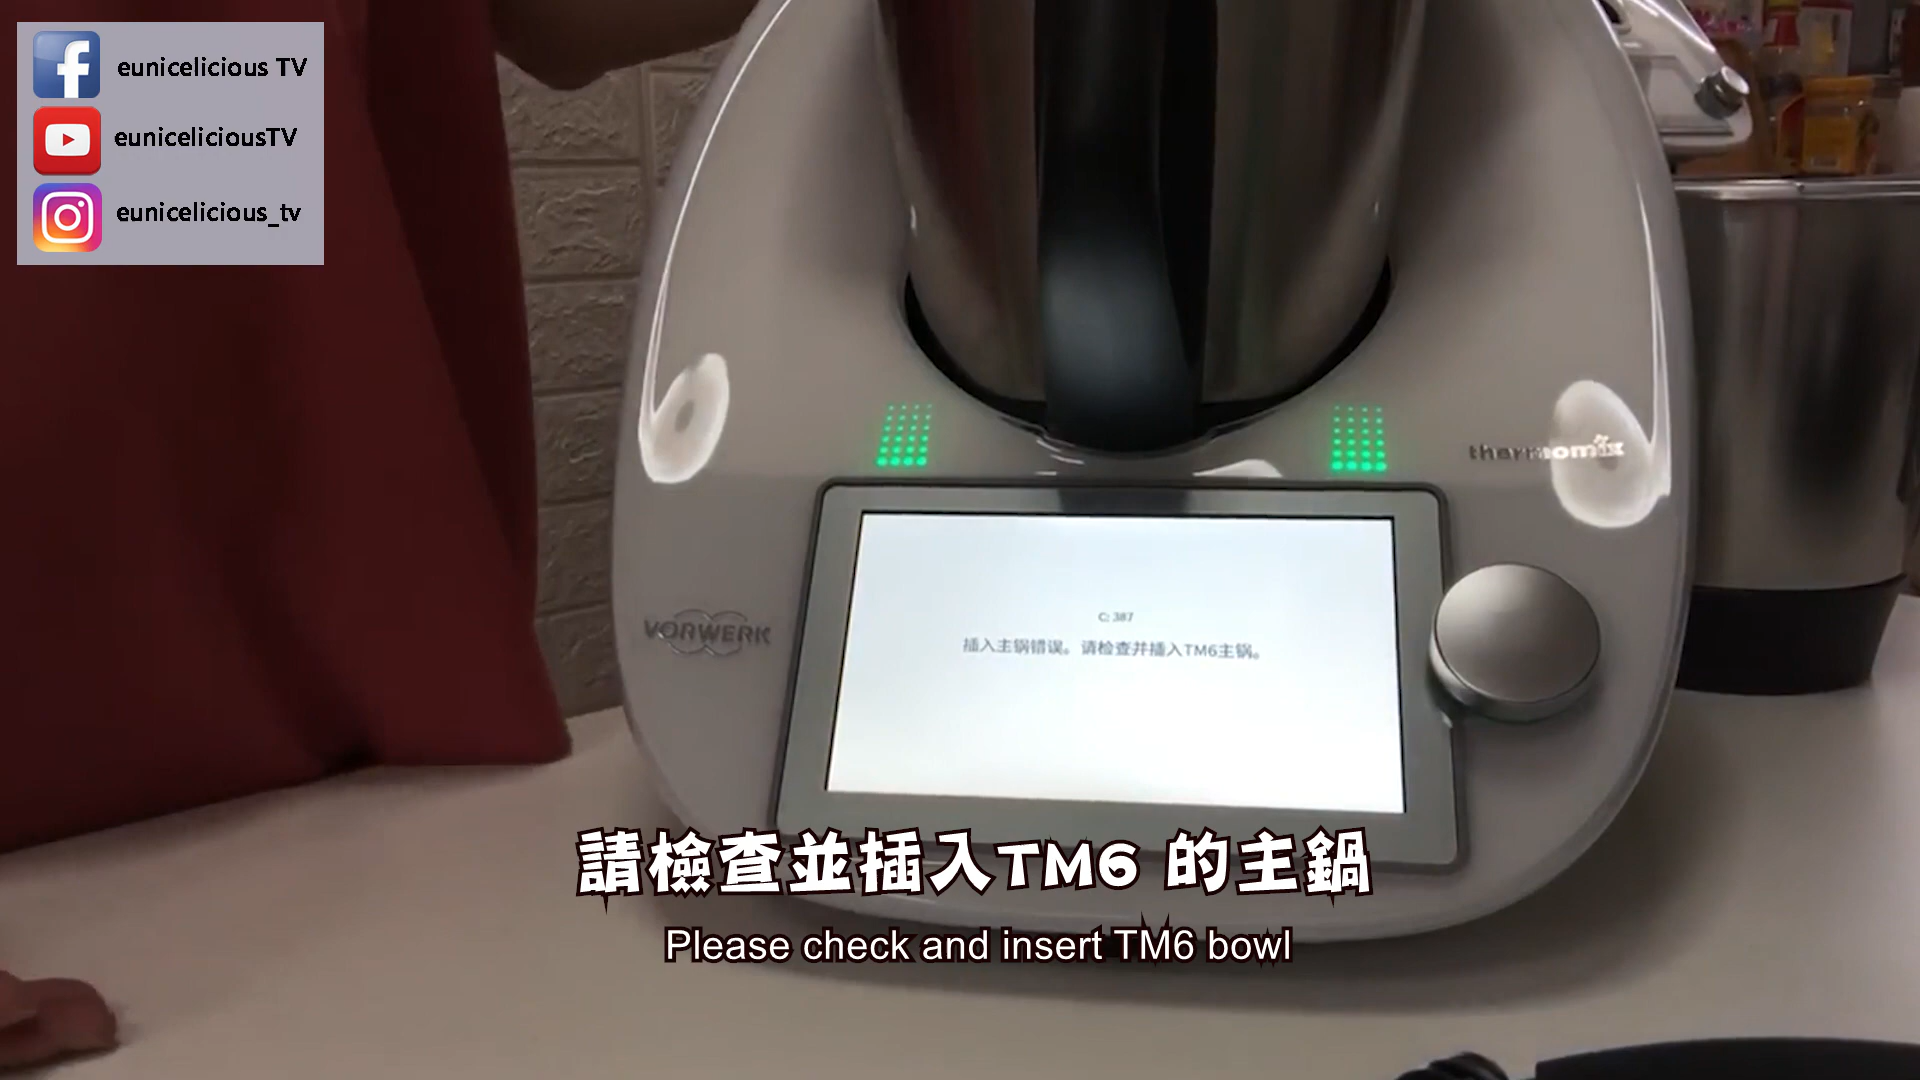 eunicelicious TV
euniceliciousTV
eunicelicious_tv
thermomix
VORWERK
C: 387
插入主锅错误。请检查并插入TM6主锅。
請檢查並插入TM6 的主鍋
Please check and insert TM6 bowl